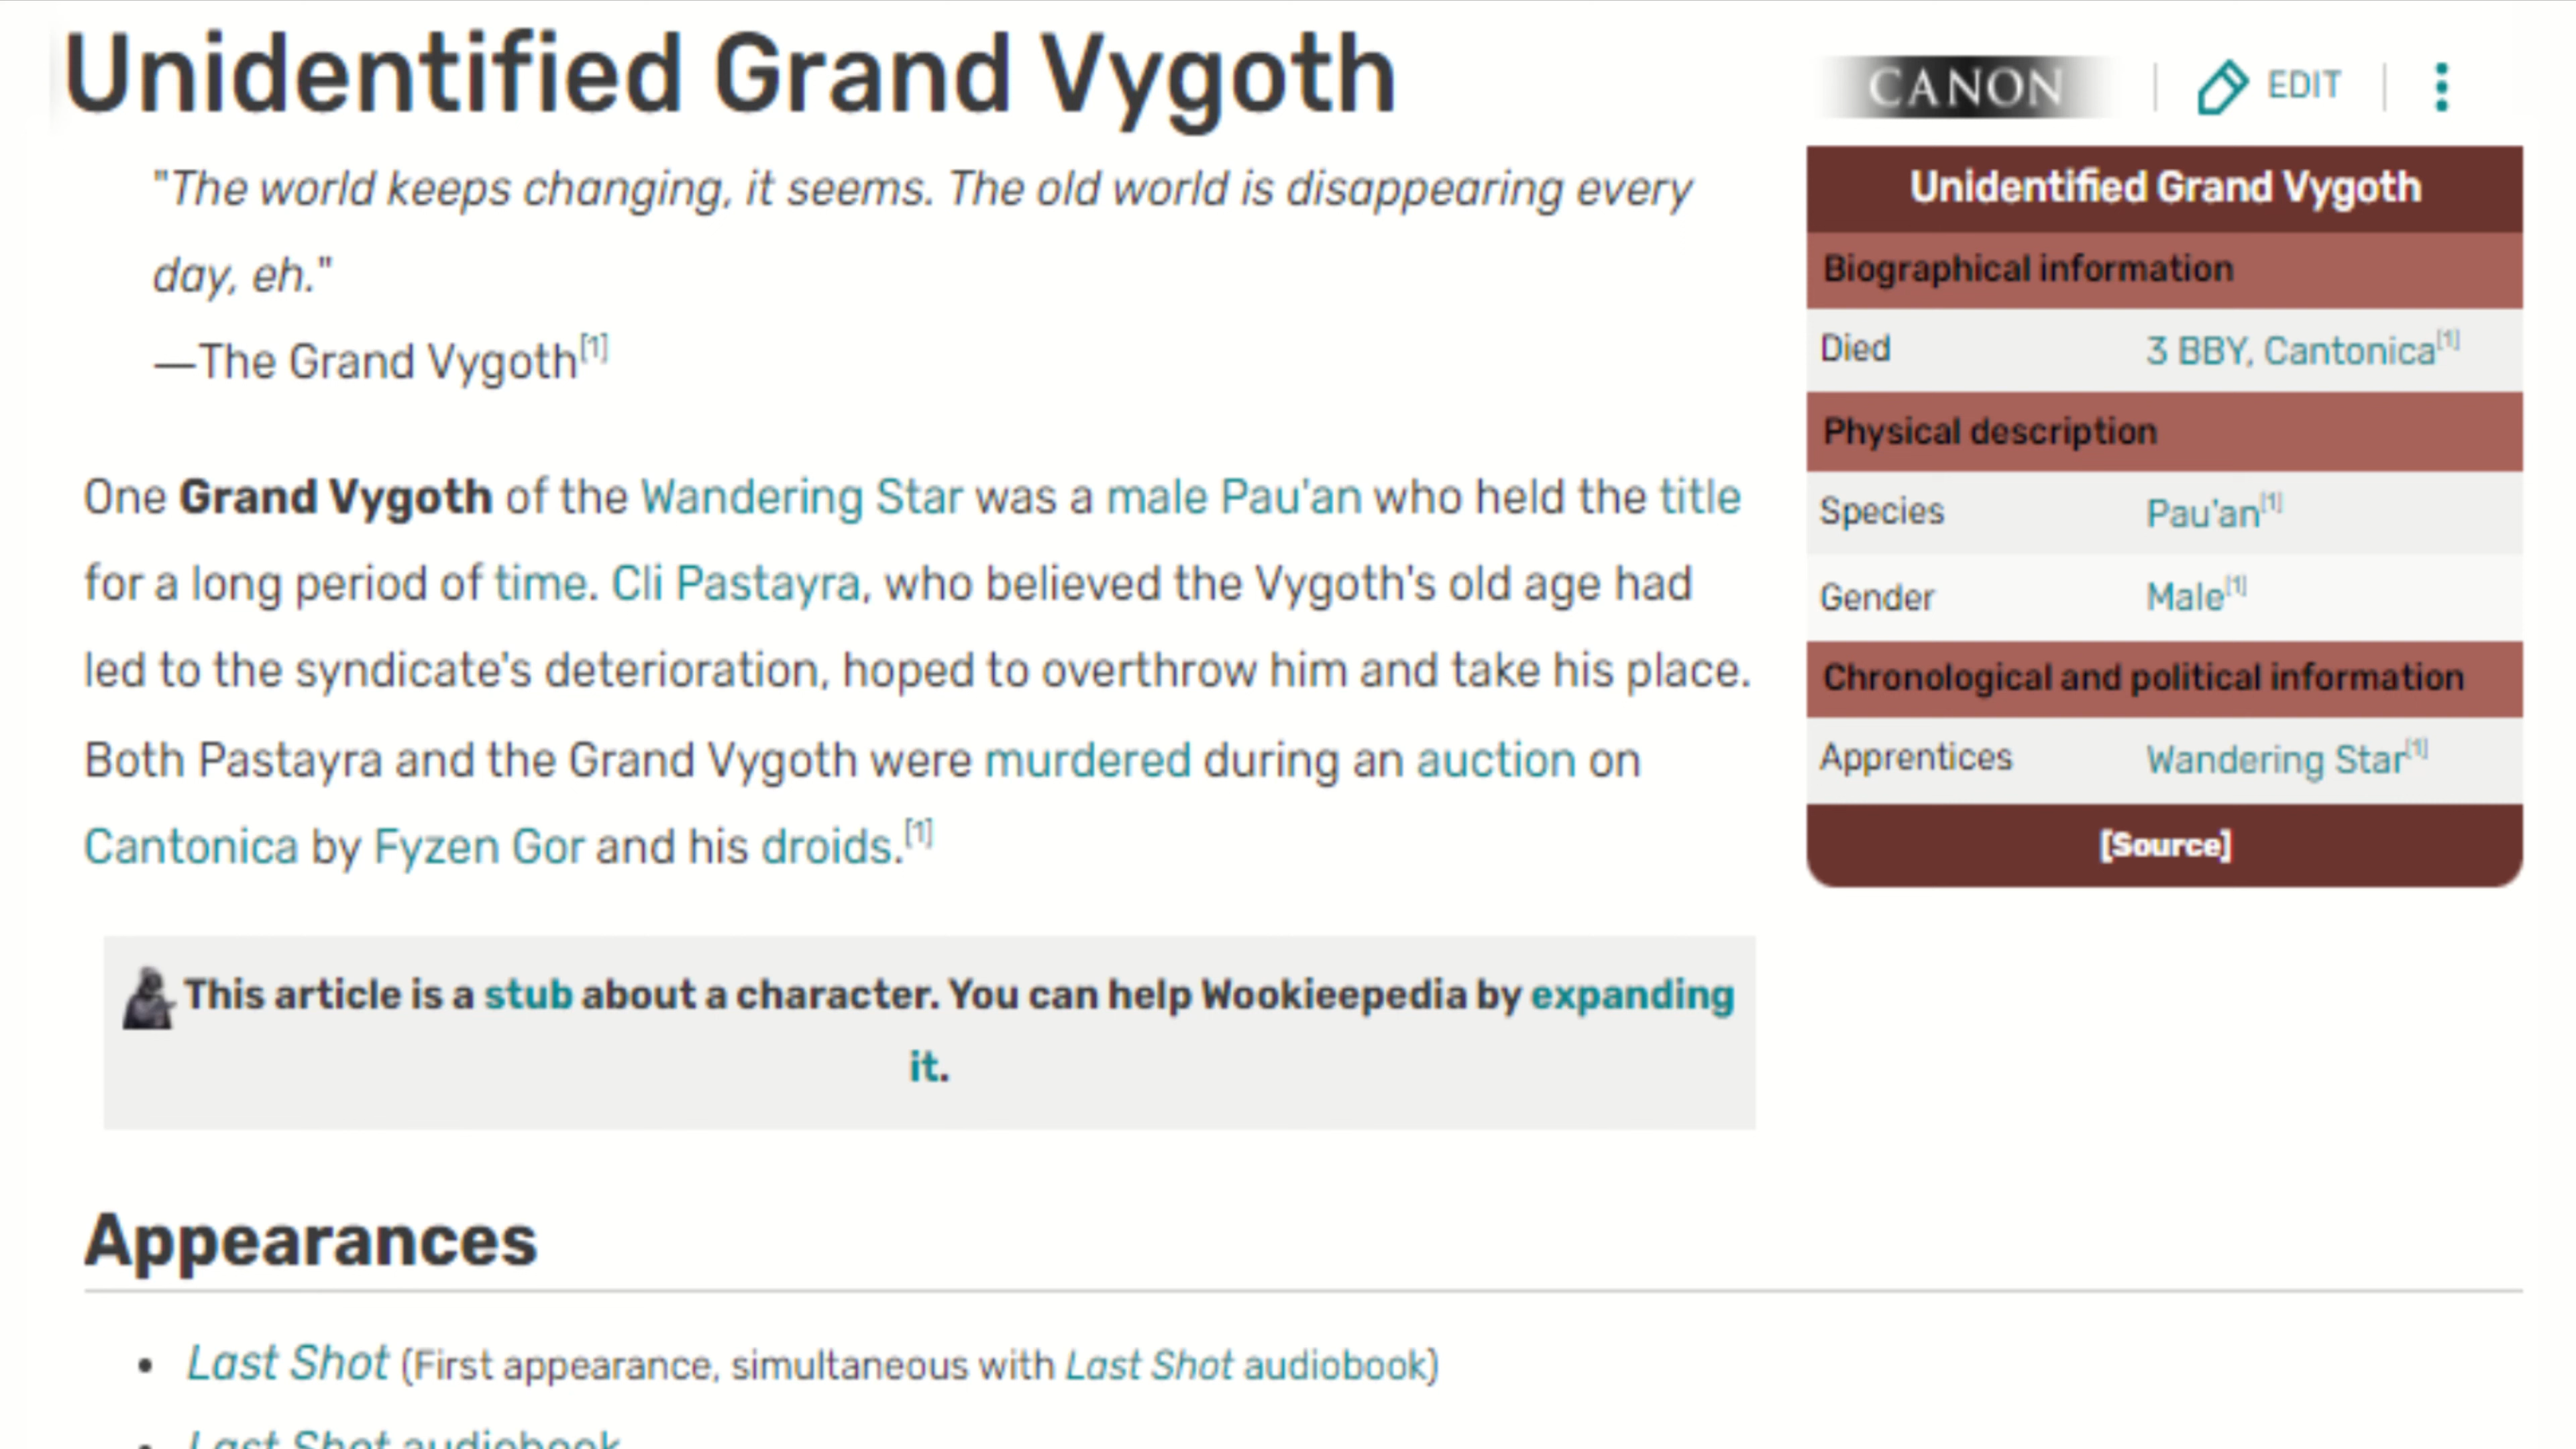 Unidentified Grand Vygoth
CANON
EDIT
"The world keeps changing, it seems. The old world is disappearing every
day, eh."
—The Grand Vygoth[1]
One Grand Vygoth of the Wandering Star was a male Pau'an who held the title
for a long period of time. Cli Pastayra, who believed the Vygoth's old age had
led to the syndicate's deterioration, hoped to overthrow him and take his place.
Both Pastayra and the Grand Vygoth were murdered during an auction on
Cantonica by Fyzen Gor and his droids.[1]
This article is a stub about a character. You can help Wookieepedia by expanding
it.
Unidentified Grand Vygoth
Biographical information
Died 3 BBY, Cantonica[1]
Physical description
Species Pau'an[1]
Gender Male[1]
Chronological and political information
Apprentices Wandering Star[1]
[Source]
Appearances
• Last Shot (First appearance, simultaneous with Last Shot audiobook)
• Last Shot audiobook